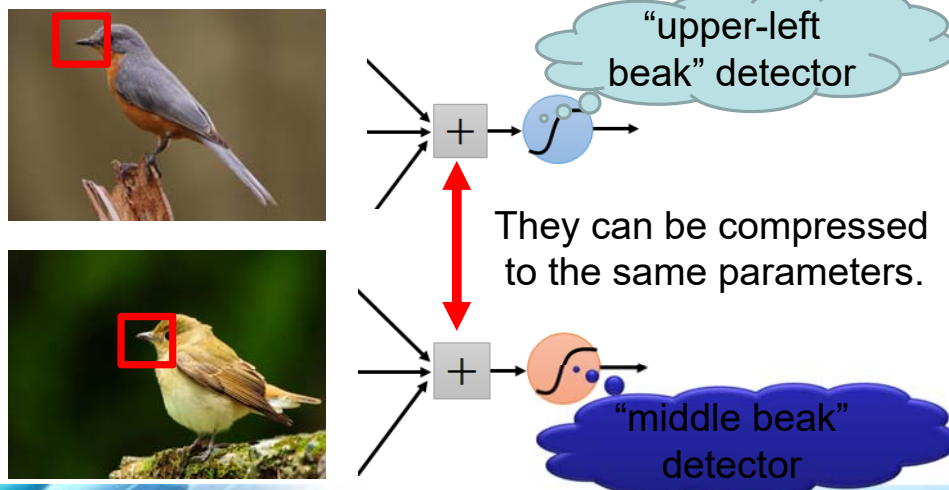 “upper-left
beak” detector
+
They can be compressed
to the same parameters.
+
“middle beak”
detector